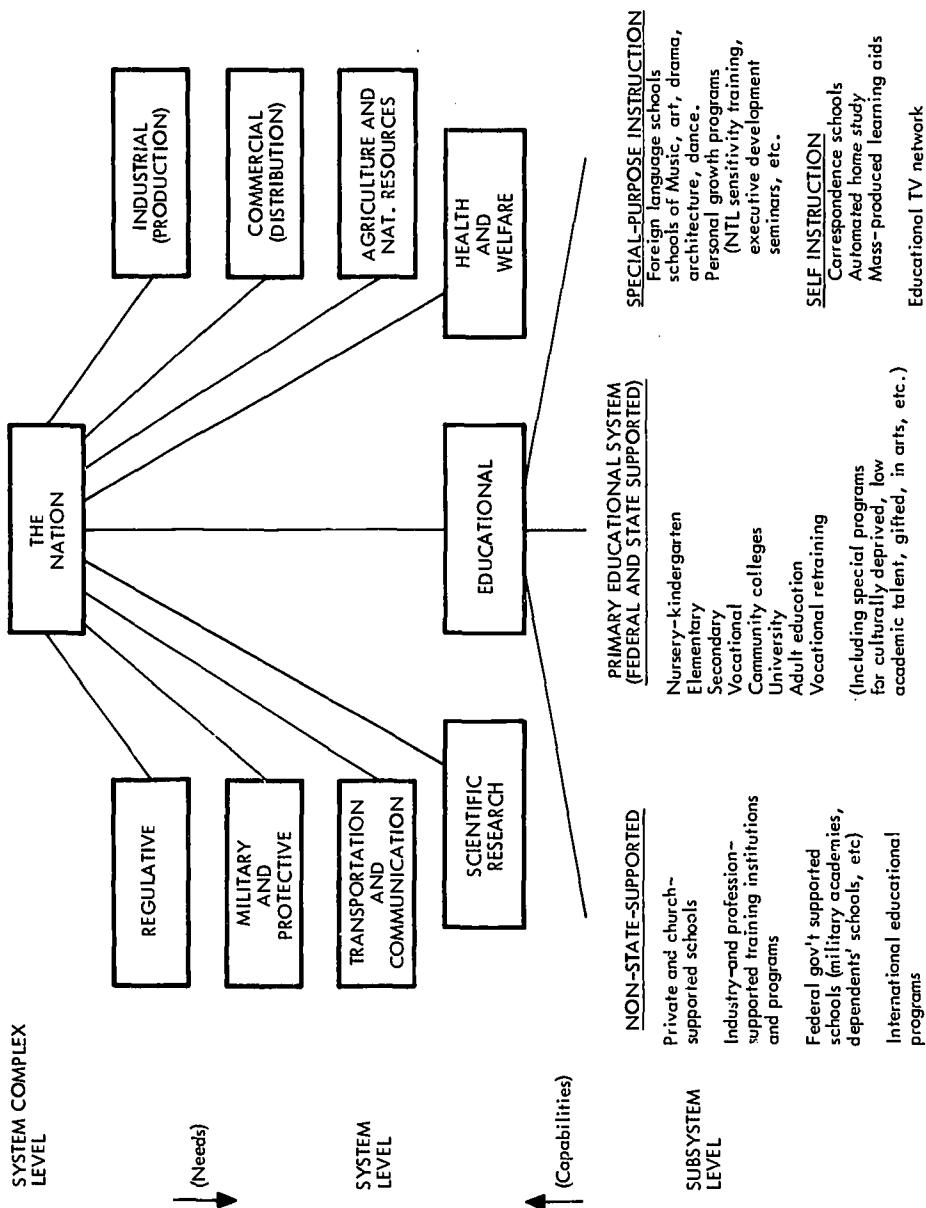 SYSTEM COMPLEX
LEVEL
(Needs)
SYSTEM
LEVEL
(Capabilities)
SUBSYSTEM
LEVEL
THE
NATION
REGULATIVE
MILITARY
AND
PROTECTIVE
TRANSPORTATION
AND
COMMUNICATION
SCIENTIFIC
RESEARCH
EDUCATIONAL
INDUSTRIAL
(PRODUCTION)
COMMERCIAL
(DISTRIBUTION)
AGRICULTURE AND
NAT. RESOURCES
HEALTH
AND
WELFARE
NON-STATE-SUPPORTED
Private and church-
supported schools
Industry-and profession-
supported training institutions
and programs
Federal gov't supported
schools (military academies,
dependents' schools, etc)
International educational
programs
PRIMARY EDUCATIONAL SYSTEM
(FEDERAL AND STATE SUPPORTED)
Nursery-kindergarten
Elementary
Secondary
Vocational
Community colleges
University
Adult education
Vocational retraining
(Including special programs
for culturally deprived, low
academic talent, gifted, in arts, etc.)
SPECIAL-PURPOSE INSTRUCTION
Foreign language schools
schools of Music, art, drama,
architecture, dance.
Personal growth programs
(NTL sensitivity training,
executive development
seminars, etc.
SELF INSTRUCTION
Correspondence schools
Automated home study
Mass-produced learning aids
Educational TV network